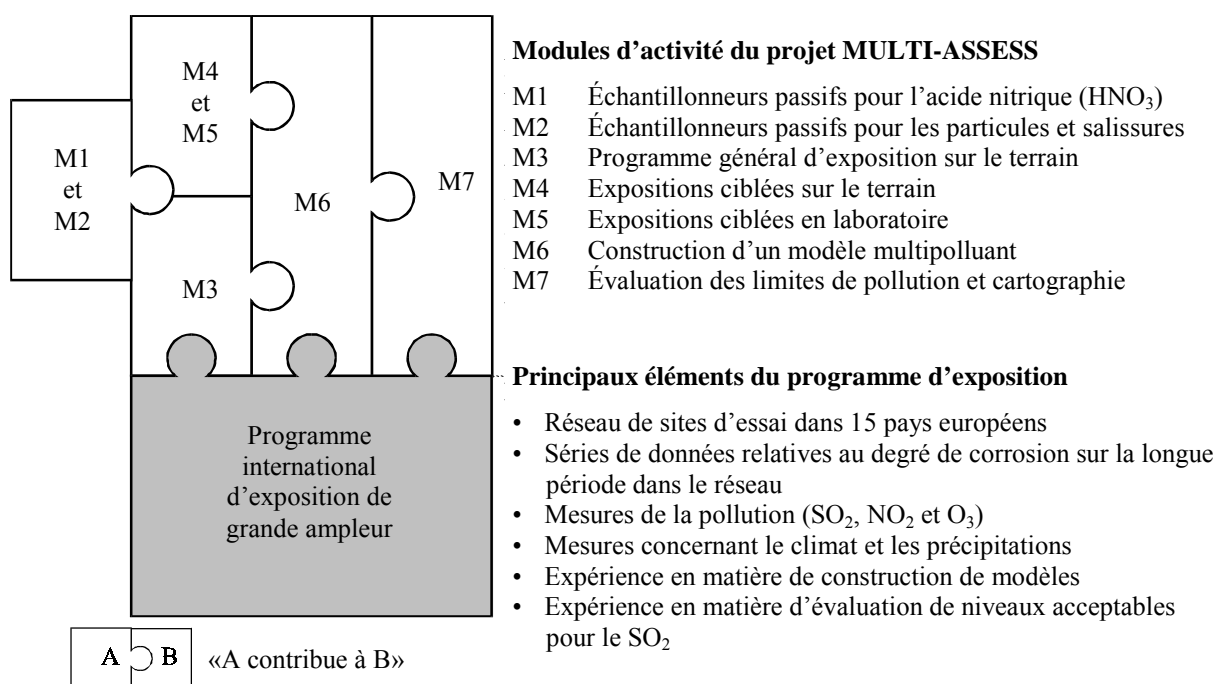 M4
et
M5
M1
et
M2
M6
M7
M3
Programme
international
d'exposition de
grande ampleur
A B «A contribue à B»
Modules d'activité du projet MULTI-ASSESS
M1 Échantillonneurs passifs pour l'acide nitrique (HNO₃)
M2 Échantillonneurs passifs pour les particules et salissures
M3 Programme général d'exposition sur le terrain
M4 Expositions ciblées sur le terrain
M5 Expositions ciblées en laboratoire
M6 Construction d'un modèle multipolluant
M7 Évaluation des limites de pollution et cartographie
Principaux éléments du programme d'exposition
• Réseau de sites d'essai dans 15 pays européens
• Séries de données relatives au degré de corrosion sur la longue
période dans le réseau
• Mesures de la pollution (SO₂, NO₂ et O₃)
• Mesures concernant le climat et les précipitations
• Expérience en matière de construction de modèles
• Expérience en matière d'évaluation de niveaux acceptables
pour le SO₂